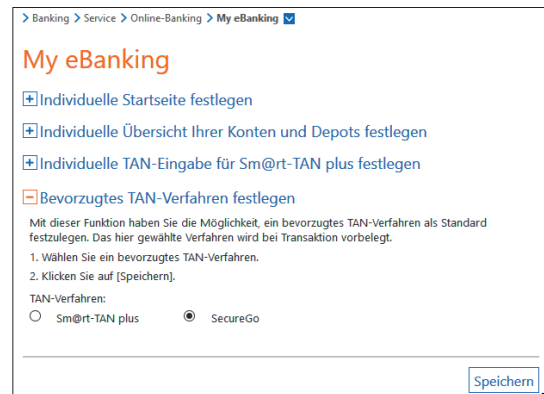 Banking > Service > Online-Banking > My eBanking
My eBanking
Individuelle Startseite festlegen
Individuelle Übersicht Ihrer Konten und Depots festlegen
Individuelle TAN-Eingabe für Sm@rt-TAN plus festlegen
Bevorzugtes TAN-Verfahren festlegen
Mit dieser Funktion haben Sie die Möglichkeit, ein bevorzugtes TAN-Verfahren als Standard
festzulegen. Das hier gewählte Verfahren wird bei Transaktion vorbelegt.
1. Wählen Sie ein bevorzugtes TAN-Verfahren.
2. Klicken Sie auf [Speichern].
TAN-Verfahren:
Sm@rt-TAN plus SecureGo
Speichern